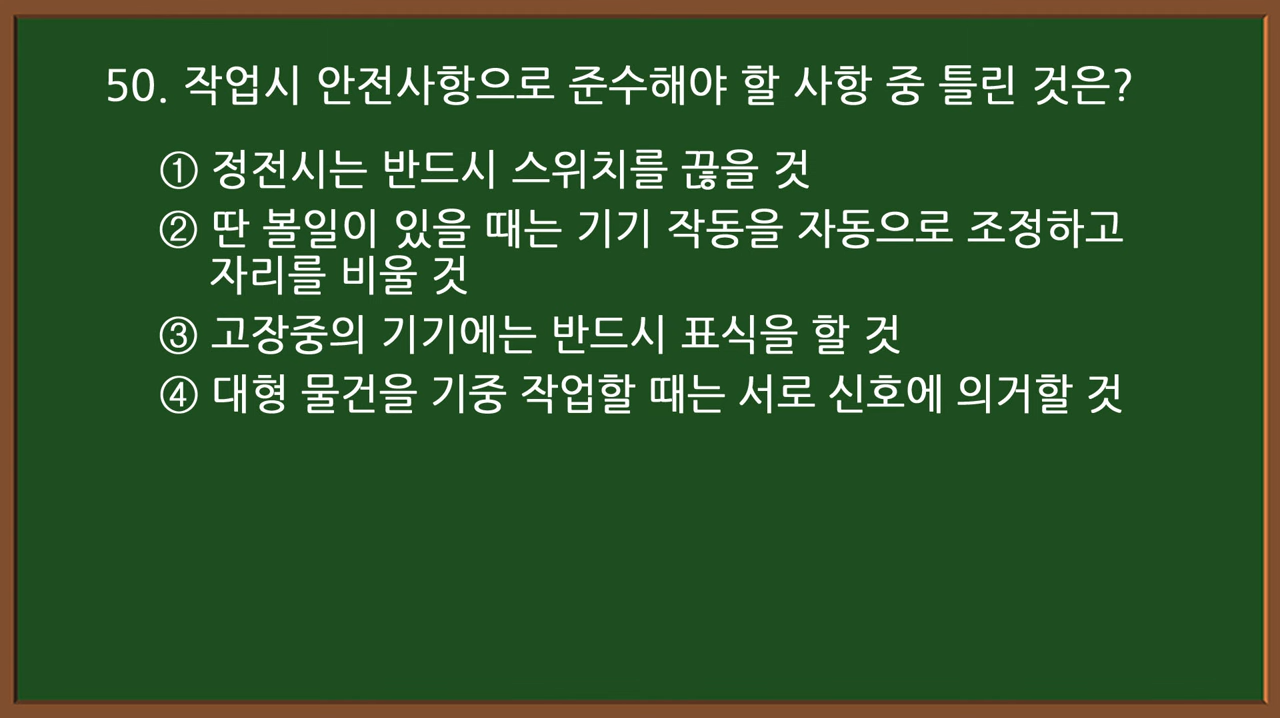 50. 작업시 안전사항으로 준수해야 할 사항 중 틀린 것은?
① 정전시는 반드시 스위치를 끊을 것
② 딴 볼일이 있을 때는 기기 작동을 자동으로 조정하고
자리를 비울 것
③ 고장중의 기기에는 반드시 표식을 할 것
④ 대형 물건을 기중 작업할 때는 서로 신호에 의거할 것